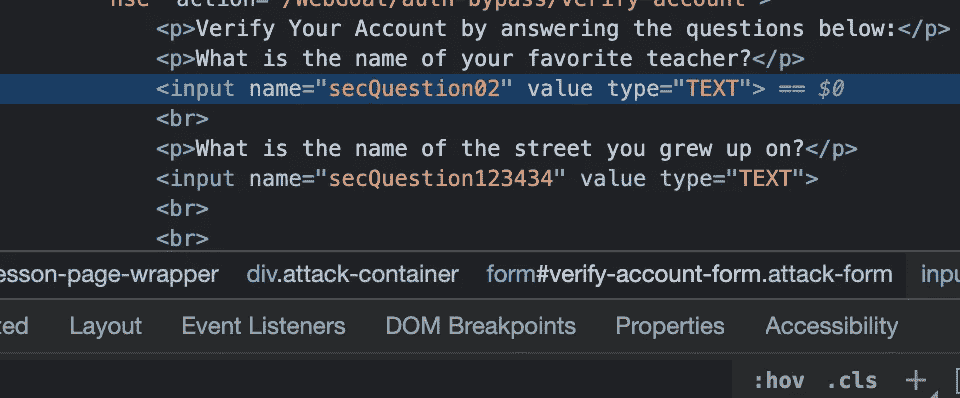 "action="/WebGoat/auth-bypass/verify-account">
<p>Verify Your Account by answering the questions below:</p>
<p>What is the name of your favorite teacher?</p>
<input name="secQuestion02" value type="TEXT"> == $0
<br>
<p>What is the name of the street you grew up on?</p>
<input name="secQuestion123434" value type="TEXT">
<br>
<br>
esson-page-wrapper div.attack-container form#verify-account-form.attack-form inpu
ted Layout Event Listeners DOM Breakpoints Properties Accessibility
:hov .cls +